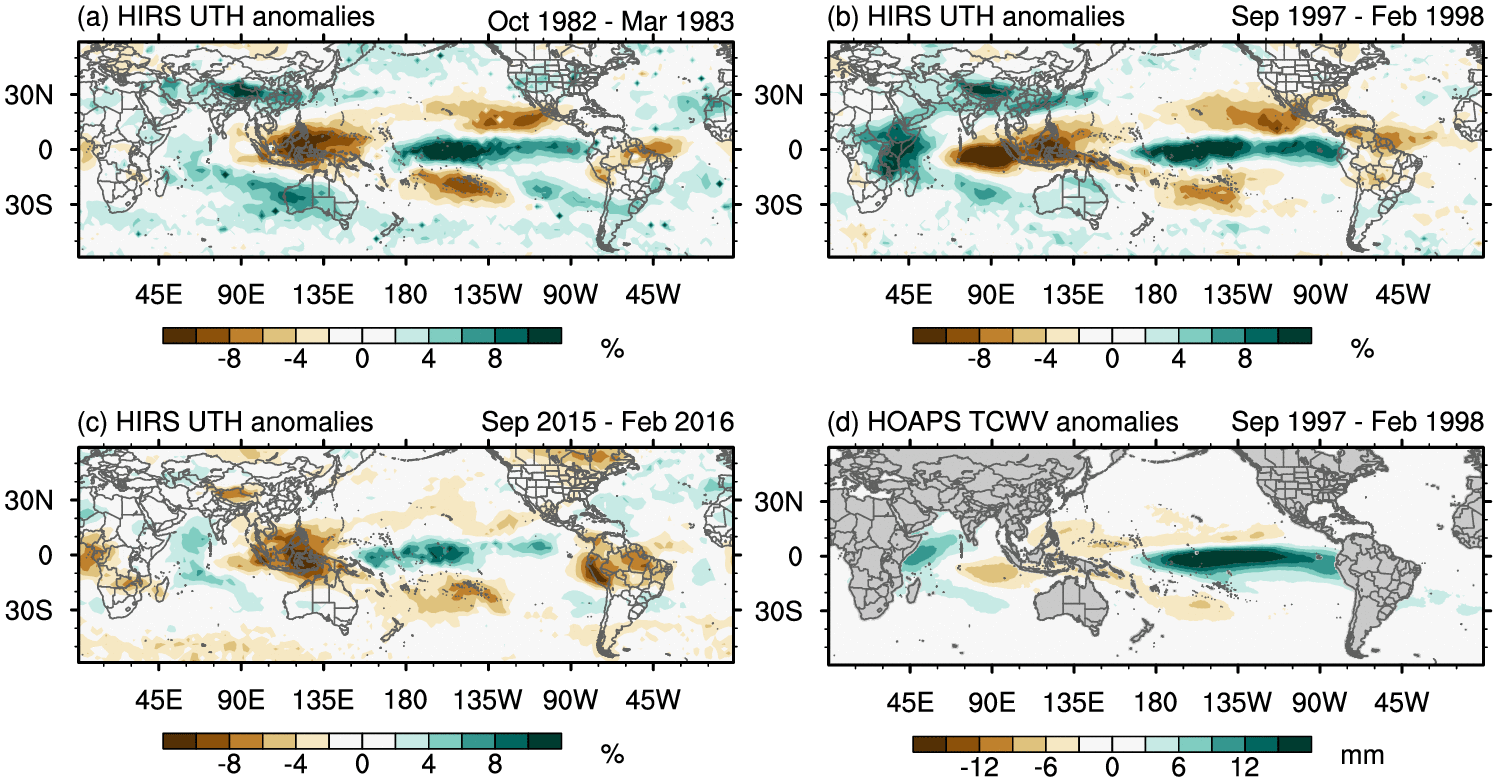 (a) HIRS UTH anomalies Oct 1982 - Mar 1983
30N
0
30S
45E 90E 135E 180 135W 90W 45W
-8 -4 0 4 8 %
(b) HIRS UTH anomalies Sep 1997 - Feb 1998
30N
0
30S
45E 90E 135E 180 135W 90W 45W
-8 -4 0 4 8 %
(c) HIRS UTH anomalies Sep 2015 - Feb 2016
30N
0
30S
45E 90E 135E 180 135W 90W 45W
-8 -4 0 4 8 %
(d) HOAPS TCWV anomalies Sep 1997 - Feb 1998
30N
0
30S
45E 90E 135E 180 135W 90W 45W
-12 -6 0 6 12 mm